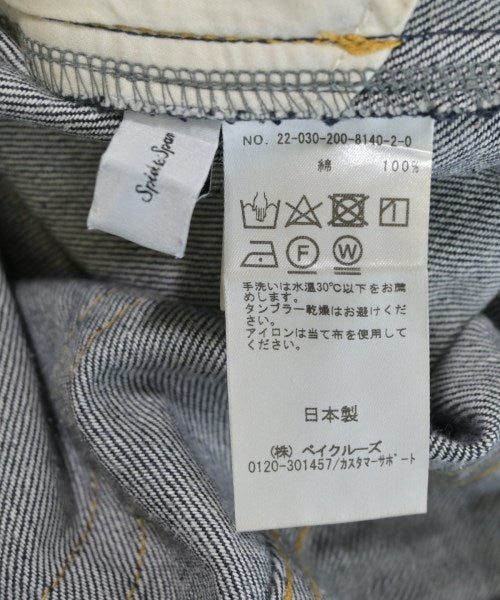 Spick & Span
NO. 22-030-200-8140-2-0
綿 100%
F W
手洗いは水温30℃以下をお薦
めします。
タンブラー乾燥はお避けくださ
い。
アイロンは当て布を使用して
ください。
日本製
(株) ベイクルーズ
0120-301457/カスタマーサポート